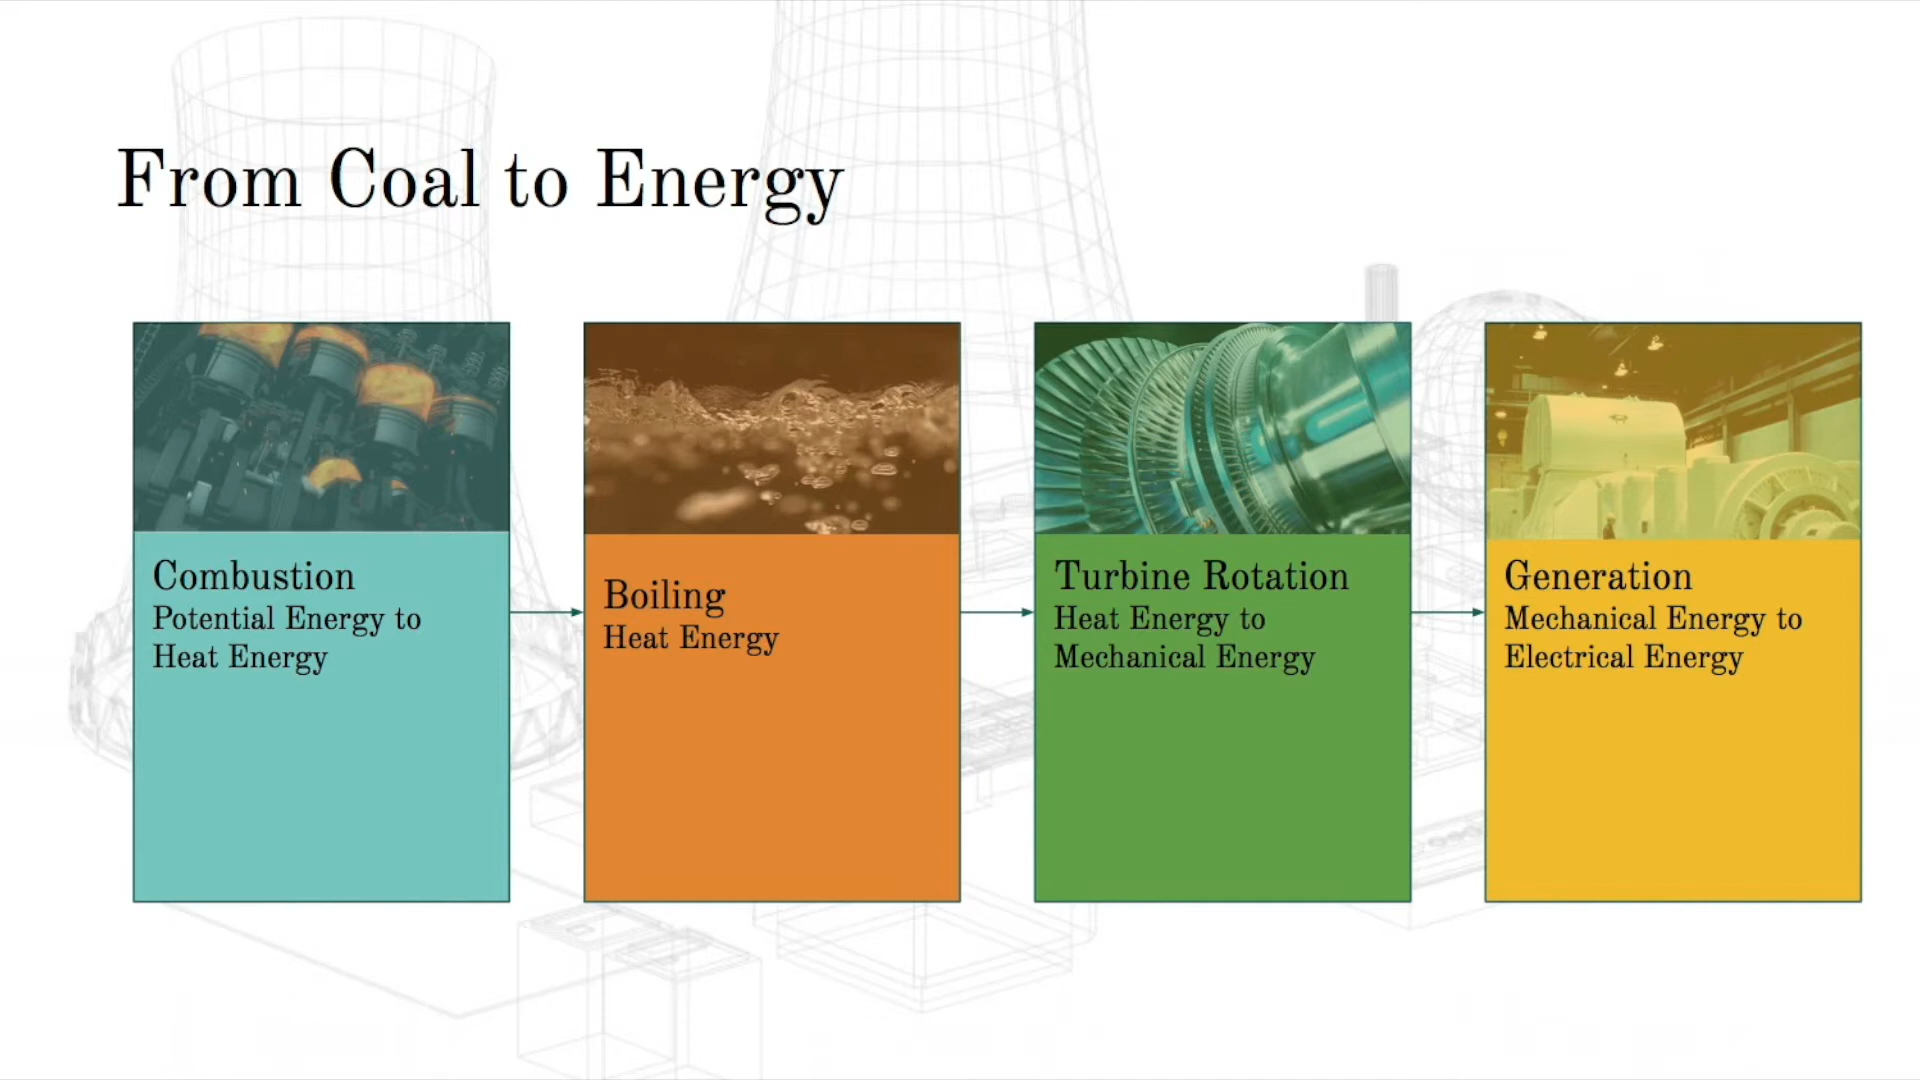 From Coal to Energy
Combustion
Potential Energy to
Heat Energy
Boiling
Heat Energy
Turbine Rotation
Heat Energy to
Mechanical Energy
Generation
Mechanical Energy to
Electrical Energy